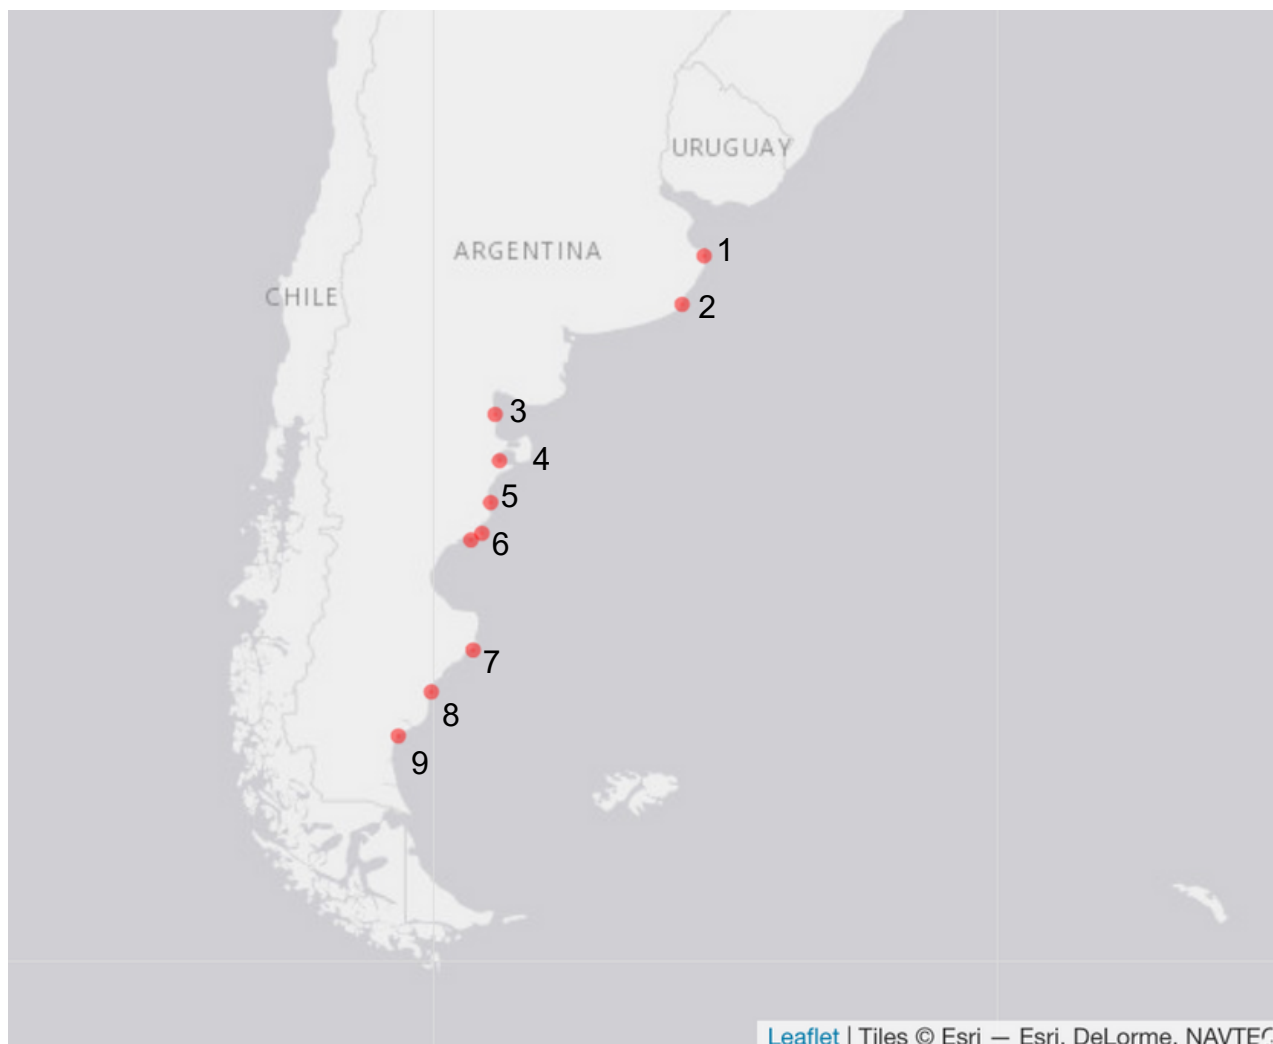 URUGUAY
1
ARGENTINA
CHILE
2
3
4
5
6
7
8
9
Leaflet | Tiles © Esri — Esri, DeLorme, NAVTEQ